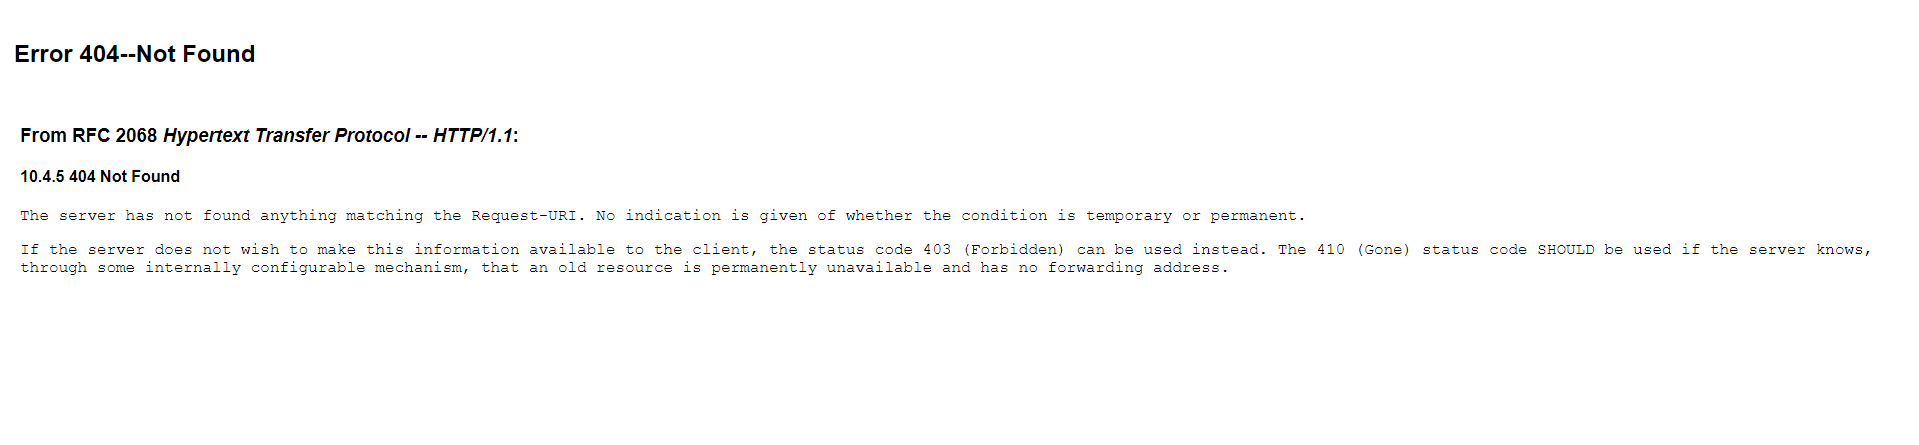 Error 404--Not Found
From RFC 2068 Hypertext Transfer Protocol -- HTTP/1.1:
10.4.5 404 Not Found
The server has not found anything matching the Request-URI. No indication is given of whether the condition is temporary or permanent.
If the server does not wish to make this information available to the client, the status code 403 (Forbidden) can be used instead. The 410 (Gone) status code SHOULD be used if the server knows,
through some internally configurable mechanism, that an old resource is permanently unavailable and has no forwarding address.